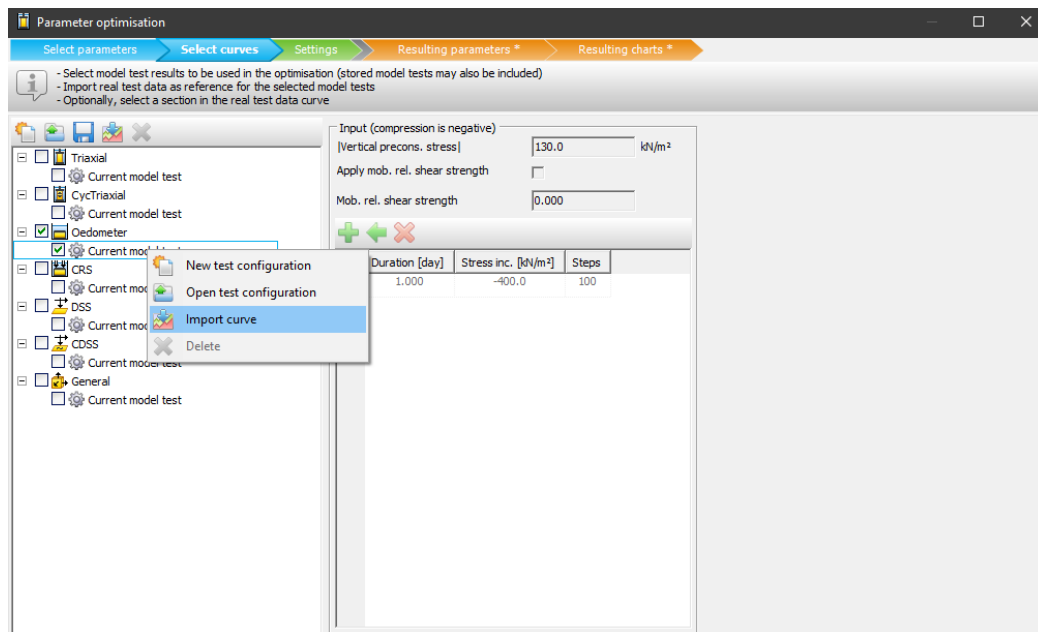 Parameter optimisation
Select parameters Select curves Settings Resulting parameters * Resulting charts *
- Select model test results to be used in the optimisation (stored model tests may also be included)
- Import real test data as reference for the selected model tests
- Optionally, select a section in the real test data curve
Triaxial
Current model test
CycTriaxial
Current model test
Oedometer
Current model test
CRS
Current mod
DSS
Current mod
CDSS
Current model test
General
Current model test
New test configuration
Open test configuration
Import curve
Delete
Input (compression is negative)
|Vertical precons. stress| 130.0 kN/m²
Apply mob. rel. shear strength
Mob. rel. shear strength 0.000
Duration [day] Stress inc. [kN/m²] Steps
1.000 -400.0 100